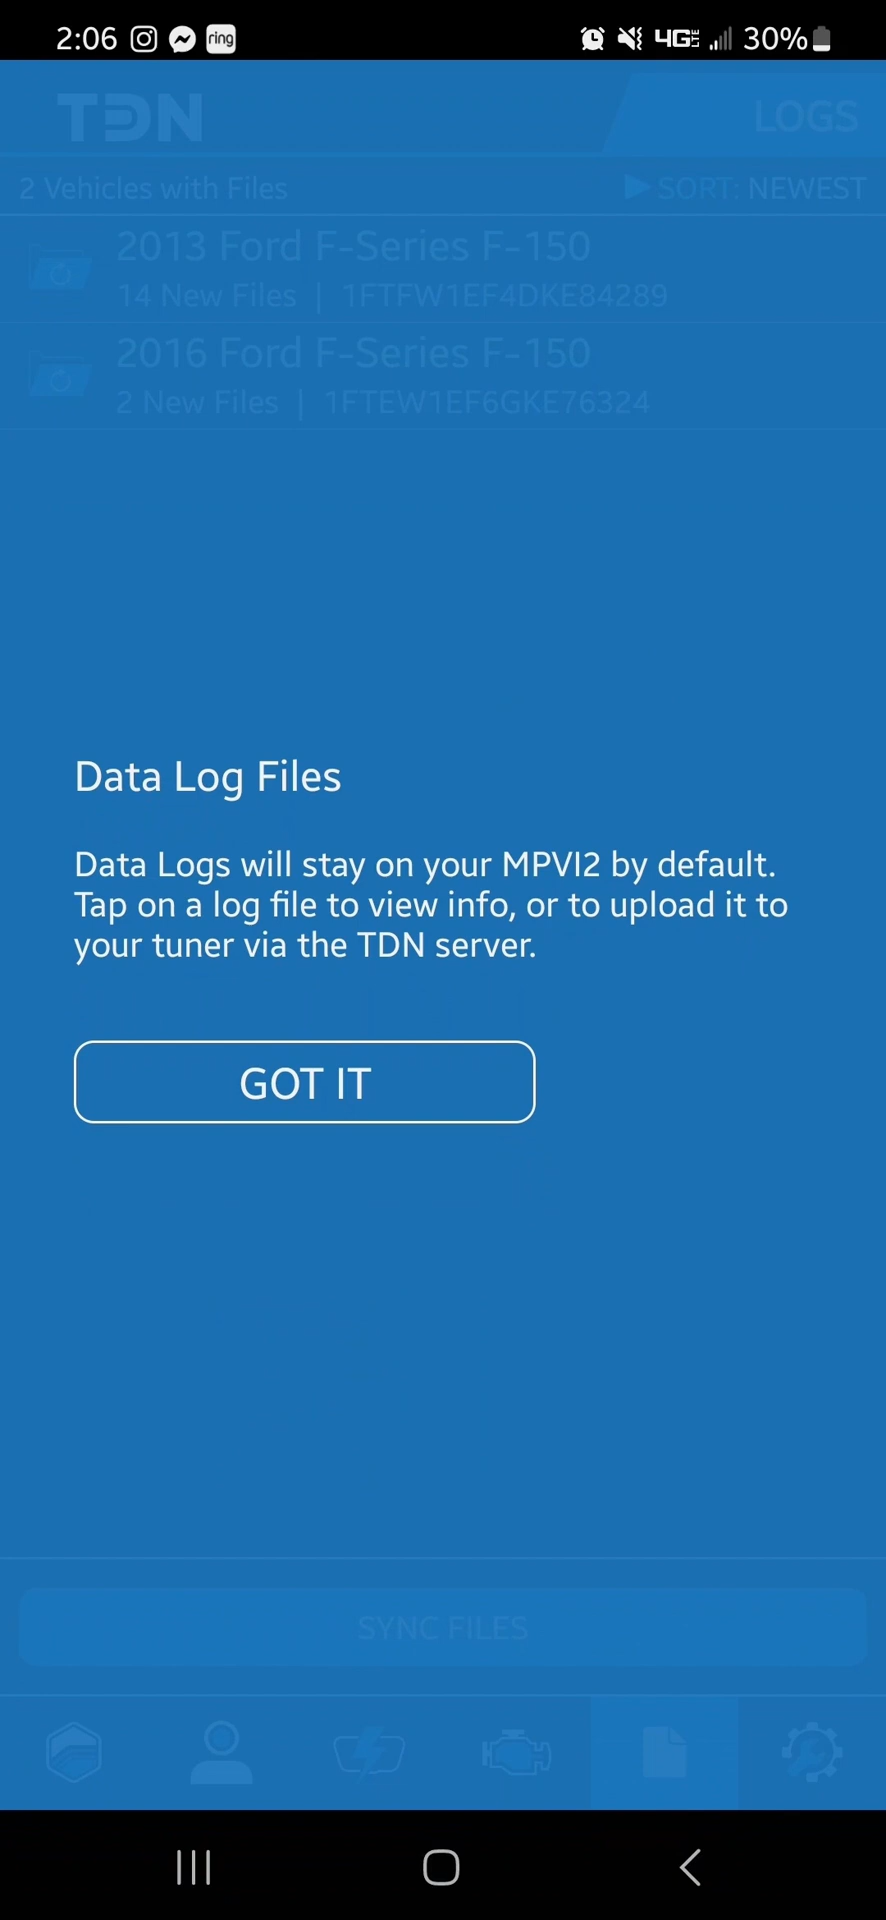 2:06 ring 4G LTE 30%
TDN LOGS
2 Vehicles with Files ▶ SORT: NEWEST
2013 Ford F-Series F-150
14 New Files | 1FTFW1EF4DKE84289
2016 Ford F-Series F-150
2 New Files | 1FTEW1EF6GKE76324
Data Log Files
Data Logs will stay on your MPVI2 by default.
Tap on a log file to view info, or to upload it to
your tuner via the TDN server.
GOT IT
SYNC FILES